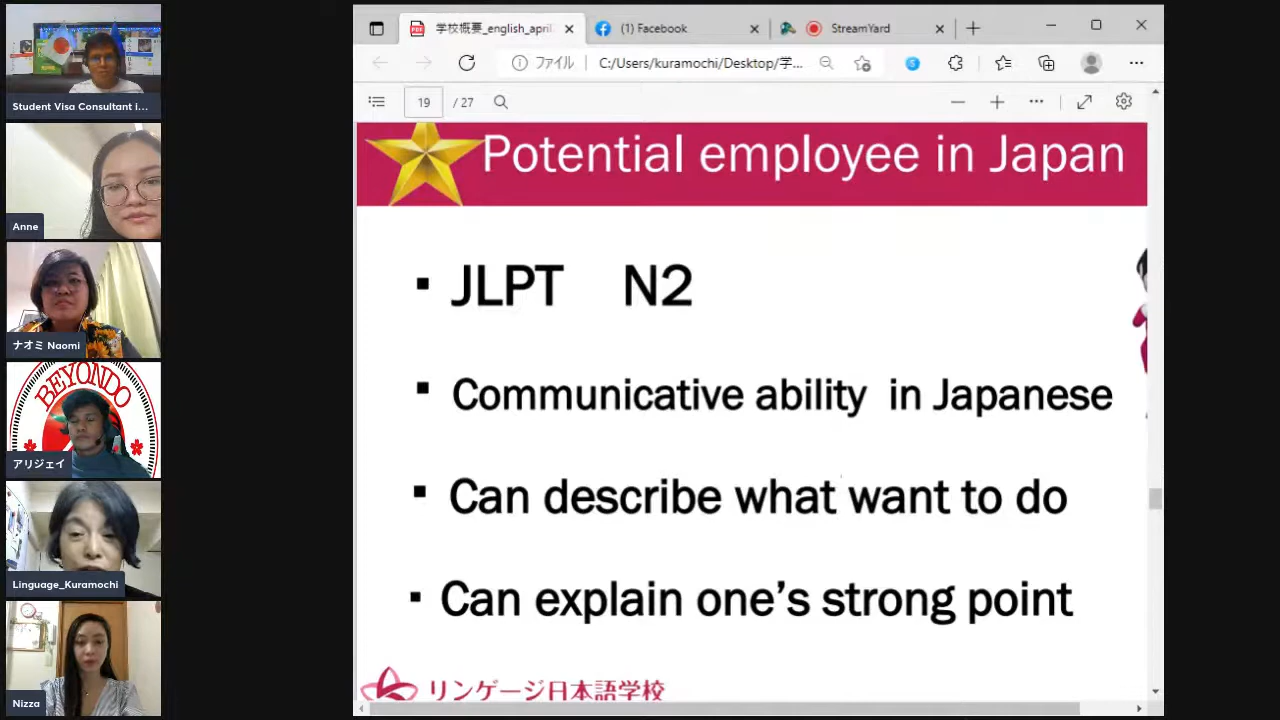 Student Visa Consultant i...
Anne
ナオミ Naomi
BEYONDO
アリジェイ
Linguage_Kuramochi
Nizza
学校概要_english_april
(1) Facebook
StreamYard
ファイル
C:/Users/kuramochi/Desktop/学...
19 / 27
Potential employee in Japan
▪ JLPT N2
▪ Communicative ability in Japanese
▪ Can describe what want to do
▪ Can explain one's strong point
リンゲージ日本語学校